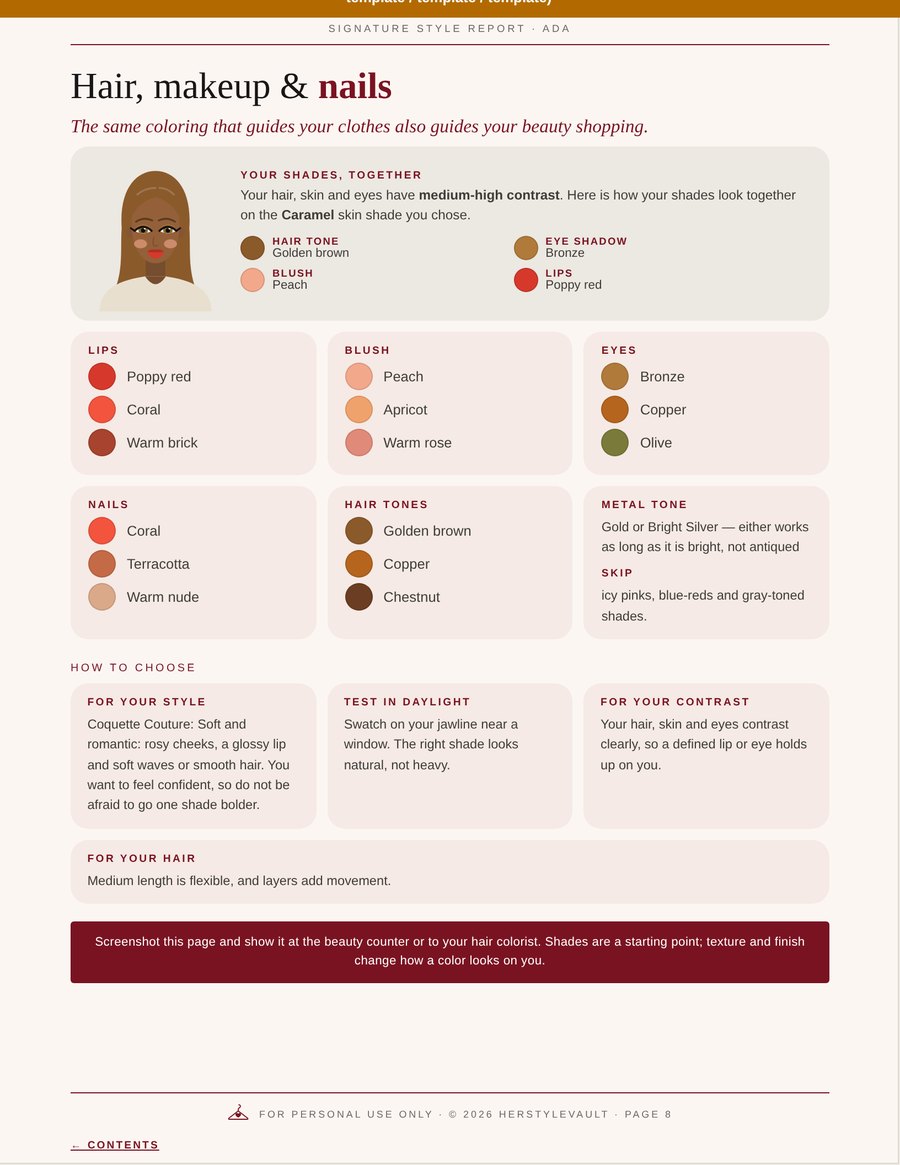 template / template / template)
SIGNATURE STYLE REPORT · ADA
Hair, makeup & nails
The same coloring that guides your clothes also guides your beauty shopping.
YOUR SHADES, TOGETHER
Your hair, skin and eyes have medium-high contrast. Here is how your shades look together
on the Caramel skin shade you chose.
HAIR TONE
Golden brown
EYE SHADOW
Bronze
BLUSH
Peach
LIPS
Poppy red
LIPS
Poppy red
Coral
Warm brick
BLUSH
Peach
Apricot
Warm rose
EYES
Bronze
Copper
Olive
NAILS
Coral
Terracotta
Warm nude
HAIR TONES
Golden brown
Copper
Chestnut
METAL TONE
Gold or Bright Silver — either works
as long as it is bright, not antiqued
SKIP
icy pinks, blue-reds and gray-toned
shades.
HOW TO CHOOSE
FOR YOUR STYLE
Coquette Couture: Soft and
romantic: rosy cheeks, a glossy lip
and soft waves or smooth hair. You
want to feel confident, so do not be
afraid to go one shade bolder.
TEST IN DAYLIGHT
Swatch on your jawline near a
window. The right shade looks
natural, not heavy.
FOR YOUR CONTRAST
Your hair, skin and eyes contrast
clearly, so a defined lip or eye holds
up on you.
FOR YOUR HAIR
Medium length is flexible, and layers add movement.
Screenshot this page and show it at the beauty counter or to your hair colorist. Shades are a starting point; texture and finish
change how a color looks on you.
FOR PERSONAL USE ONLY · © 2026 HERSTYLEVAULT · PAGE 8
← CONTENTS